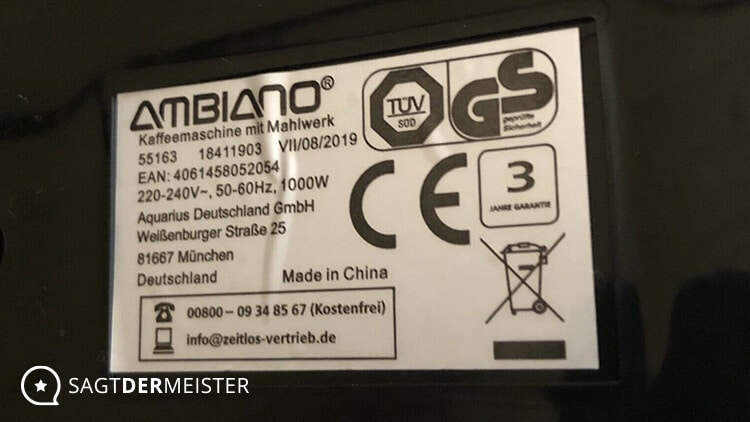 AMBIANO®
Kaffeemaschine mit Mahlwerk
55163 18411903 VII/08/2019
EAN: 4061458052054
220-240V~, 50-60Hz, 1000W
Aquarius Deutschland GmbH
Weißenburger Straße 25
81667 München
Deutschland Made in China
00800 – 09 34 85 67 (Kostenfrei)
info@zeitlos-vertrieb.de
TÜV
SÜD
GS
geprüfte
Sicherheit
CE
3
JAHRE GARANTIE
SAGTDERMEISTER